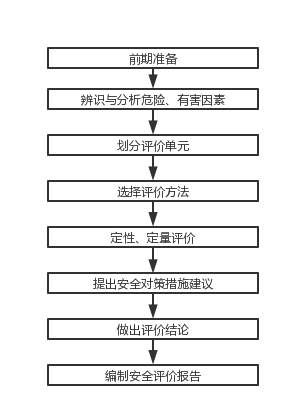 前期准备
辨识与分析危险、有害因素
划分评价单元
选择评价方法
定性、定量评价
提出安全对策措施建议
做出评价结论
编制安全评价报告